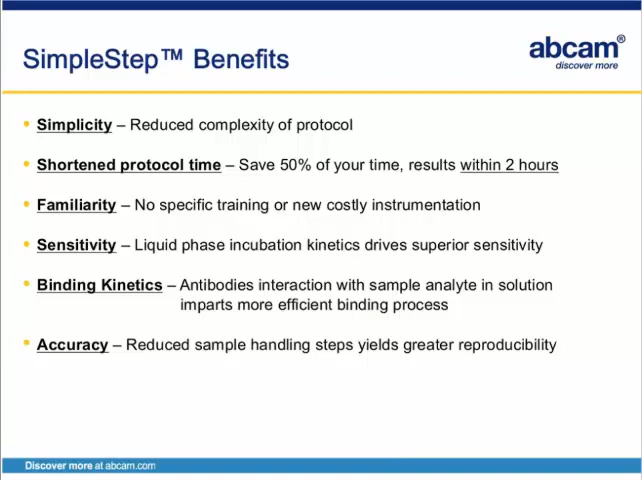 SimpleStep™ Benefits
abcam®
discover more
• Simplicity – Reduced complexity of protocol
• Shortened protocol time – Save 50% of your time, results within 2 hours
• Familiarity – No specific training or new costly instrumentation
• Sensitivity – Liquid phase incubation kinetics drives superior sensitivity
• Binding Kinetics – Antibodies interaction with sample analyte in solution
imparts more efficient binding process
• Accuracy – Reduced sample handling steps yields greater reproducibility
Discover more at abcam.com